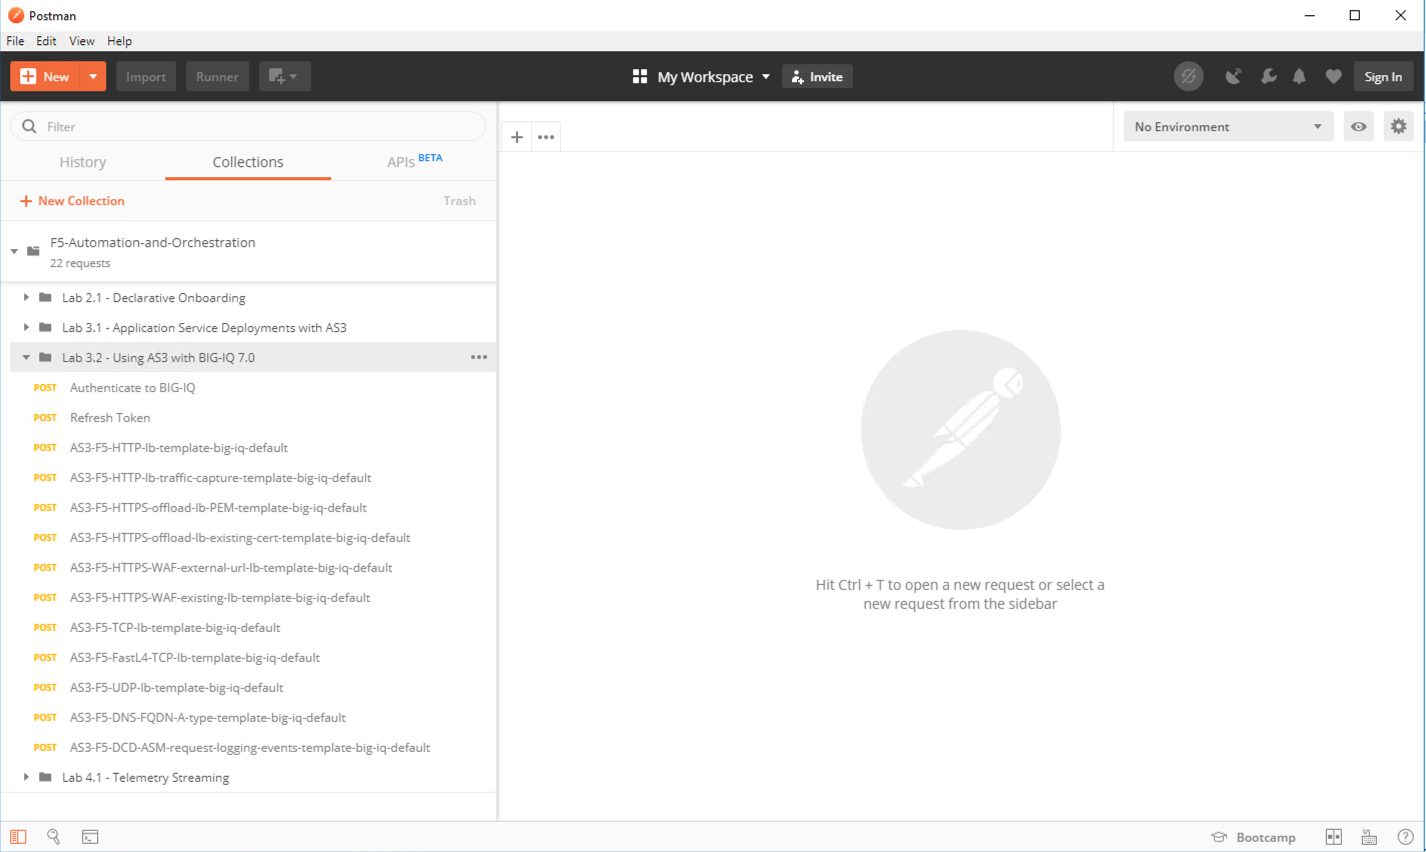 Postman
File Edit View Help
New Import Runner My Workspace Invite Sign In
Filter
History Collections APIs BETA
New Collection Trash
F5-Automation-and-Orchestration
22 requests
Lab 2.1 - Declarative Onboarding
Lab 3.1 - Application Service Deployments with AS3
Lab 3.2 - Using AS3 with BIG-IQ 7.0
POST Authenticate to BIG-IQ
POST Refresh Token
POST AS3-F5-HTTP-lb-template-big-iq-default
POST AS3-F5-HTTP-lb-traffic-capture-template-big-iq-default
POST AS3-F5-HTTPS-offload-lb-PEM-template-big-iq-default
POST AS3-F5-HTTPS-offload-lb-existing-cert-template-big-iq-default
POST AS3-F5-HTTPS-WAF-external-url-lb-template-big-iq-default
POST AS3-F5-HTTPS-WAF-existing-lb-template-big-iq-default
POST AS3-F5-TCP-lb-template-big-iq-default
POST AS3-F5-FastL4-TCP-lb-template-big-iq-default
POST AS3-F5-UDP-lb-template-big-iq-default
POST AS3-F5-DNS-FQDN-A-type-template-big-iq-default
POST AS3-F5-DCD-ASM-request-logging-events-template-big-iq-default
Lab 4.1 - Telemetry Streaming
No Environment
Hit Ctrl + T to open a new request or select a
new request from the sidebar
Bootcamp